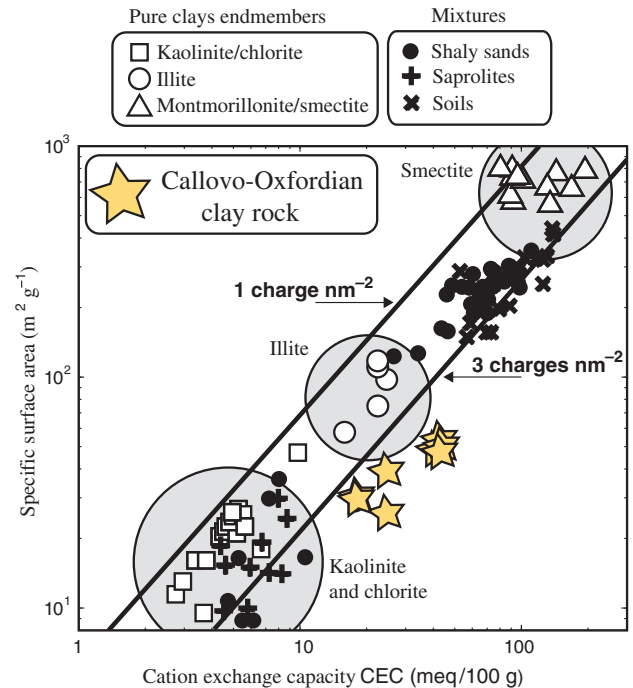 Pure clays endmembers
Mixtures
Kaolinite/chlorite
Illite
Montmorillonite/smectite
Shaly sands
Saprolites
Soils
10³
Callovo-Oxfordian
clay rock
Smectite
1 charge nm⁻²
Illite
3 charges nm⁻²
10²
Specific surface area (m² g⁻¹)
Kaolinite
and chlorite
10¹
1
10
100
Cation exchange capacity CEC (meq/100 g)